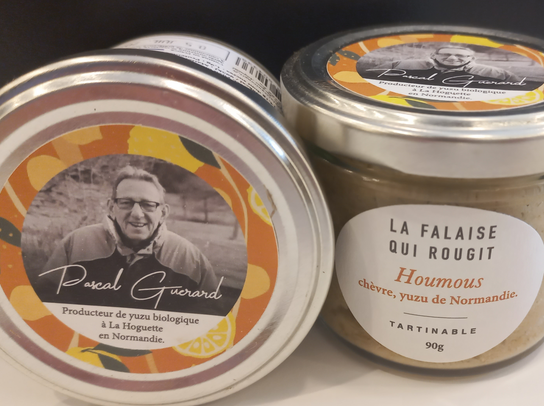 Pascal Guerard
Producteur de yuzu biologique
à La Hoguette
en Normandie.
Pascal Guerard
Producteur de yuzu biologique
à La Hoguette
en Normandie.
LA FALAISE
QUI ROUGIT
Houmous
chèvre, yuzu de Normandie.
TARTINABLE
90g